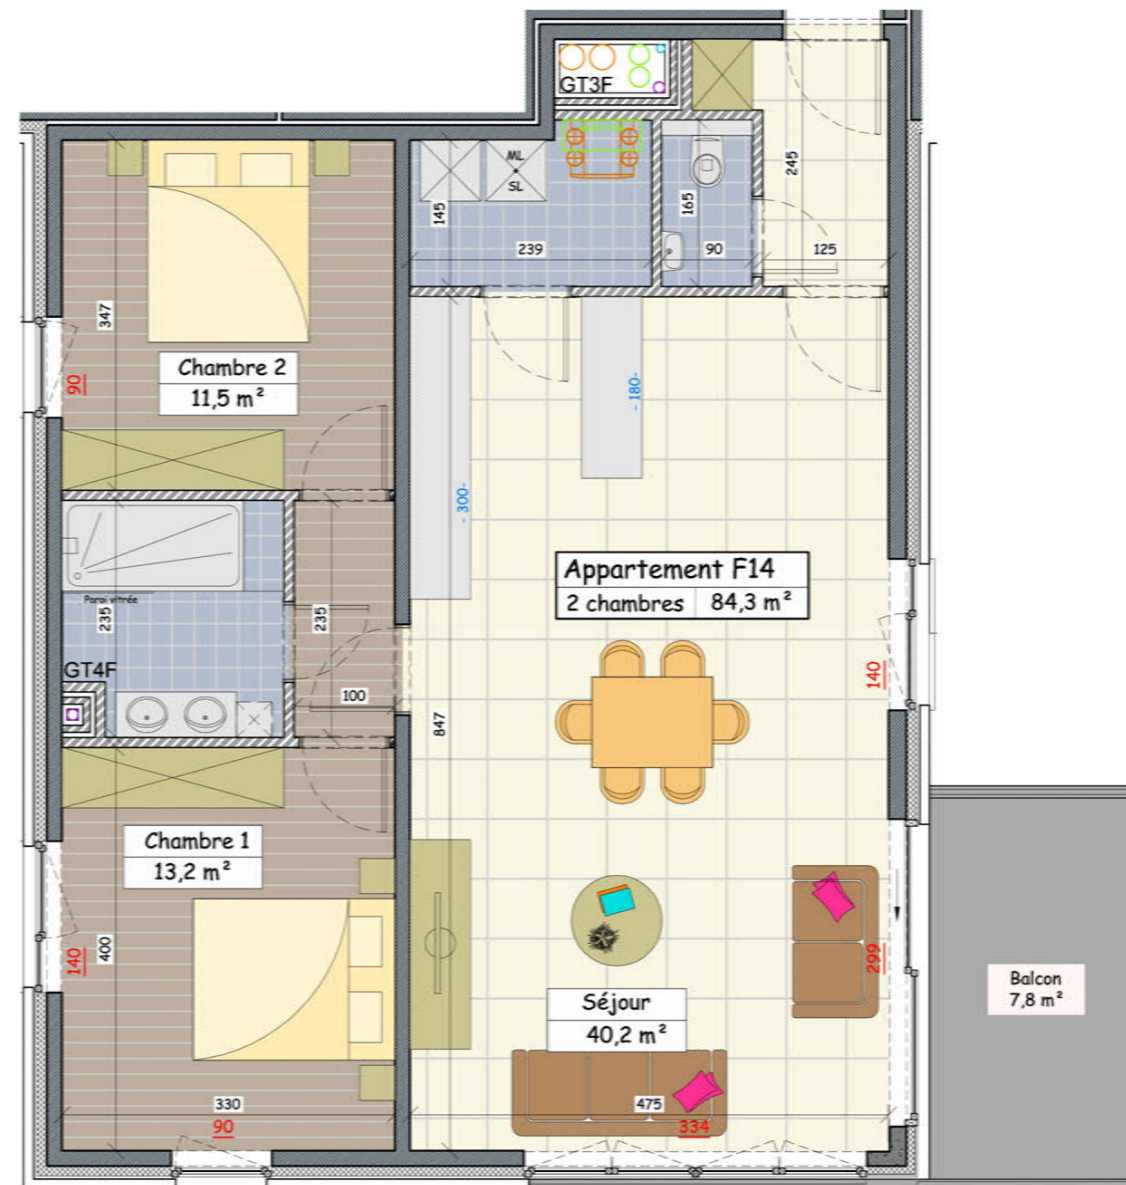 GT3F
ML
SL
245
145
165
239
90
125
347
Chambre 2
11,5 m²
90
-180-
-300-
Appartement F14
2 chambres 84,3 m²
Paroi vitrée
235
235
GT4F
100
140
847
Chambre 1
13,2 m²
140
400
299
Balcon
7,8 m²
Séjour
40,2 m²
330
90
475
334